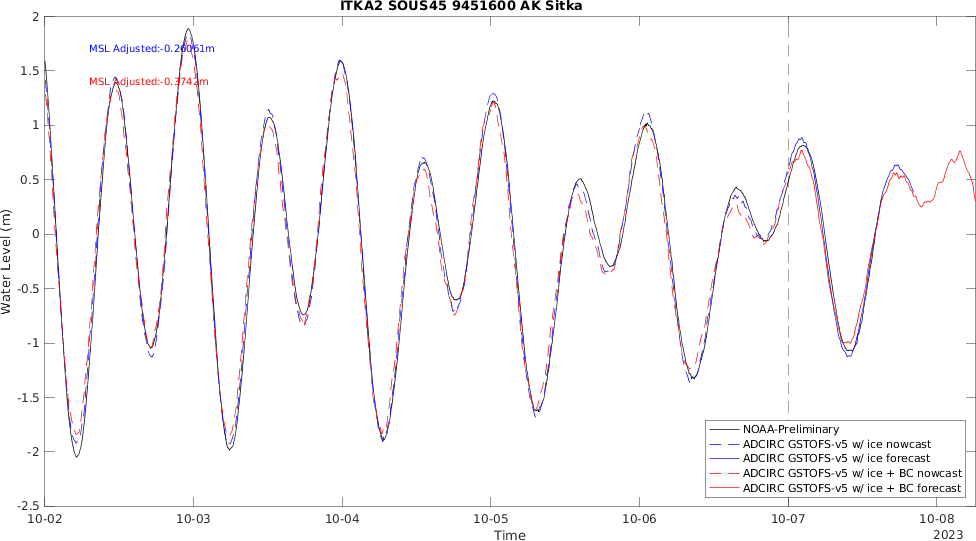 ITKA2 SOUS45 9451600 AK Sitka
MSL Adjusted:-0.26061m
MSL Adjusted:-0.3742m
2
1.5
1
0.5
0
-0.5
-1
-1.5
-2
-2.5
Water Level (m)
NOAA-Preliminary
ADCIRC GSTOFS-v5 w/ ice nowcast
ADCIRC GSTOFS-v5 w/ ice forecast
ADCIRC GSTOFS-v5 w/ ice + BC nowcast
ADCIRC GSTOFS-v5 w/ ice + BC forecast
10-02 10-03 10-04 10-05 10-06 10-07 10-08
Time
2023